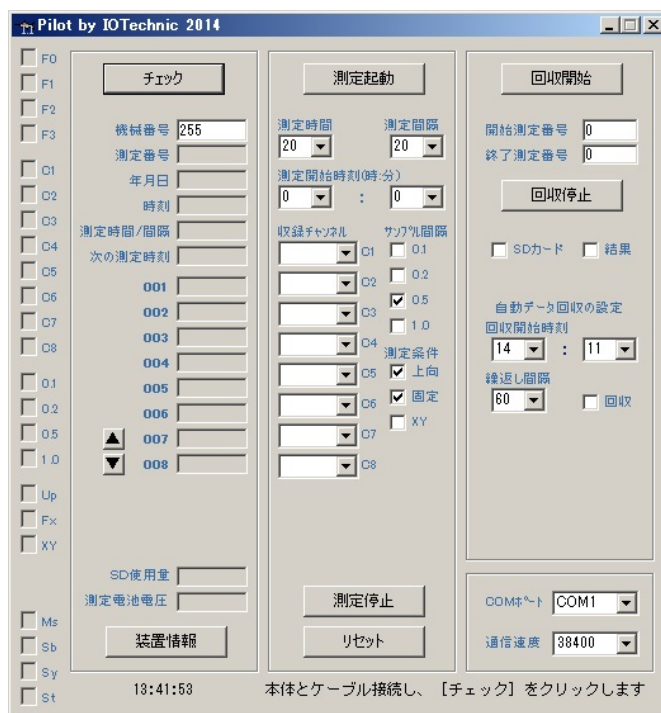 Pilot by IOTechnic 2014
F0
F1
F2
F3
C1
C2
C3
C4
C5
C6
C7
C8
0.1
0.2
0.5
1.0
Up
Fx
XY
Ms
Sb
Sy
St
チェック
機械番号 255
測定番号
年月日
時刻
測定時間/間隔
次の測定時刻
001
002
003
004
005
006
007
008
SD使用量
測定電池電圧
装置情報
13:41:53
測定起動
測定時間 測定間隔
20 20
測定開始時刻(時:分)
0 : 0
収録チャンネル サンプル間隔
C1 0.1
C2 0.2
C3 0.5
C4 1.0
測定条件
C5 上向
C6 固定
C7 XY
C8
測定停止
リセット
回収開始
開始測定番号 0
終了測定番号 0
回収停止
SDカード 結果
自動データ回収の設定
回収開始時刻
14 : 11
繰返し間隔
60 回収
COMポート COM1
通信速度 38400
本体とケーブル接続し、 [チェック] をクリックします